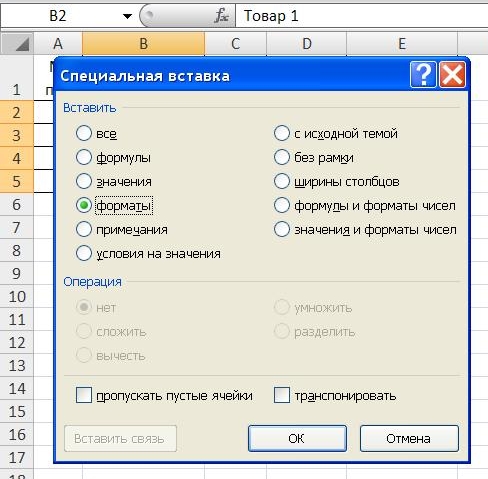 B2 fx Товар 1
A B C D E
1
2
3
4
5
6
7
8
9
10
11
12
13
14
15
16
17
18
Специальная вставка
Вставить
все с исходной темой
формулы без рамки
значения ширины столбцов
форматы формулы и форматы чисел
примечания значения и форматы чисел
условия на значения
Операция
нет умножить
сложить разделить
вычесть
пропускать пустые ячейки транспонировать
Вставить связь ОК Отмена